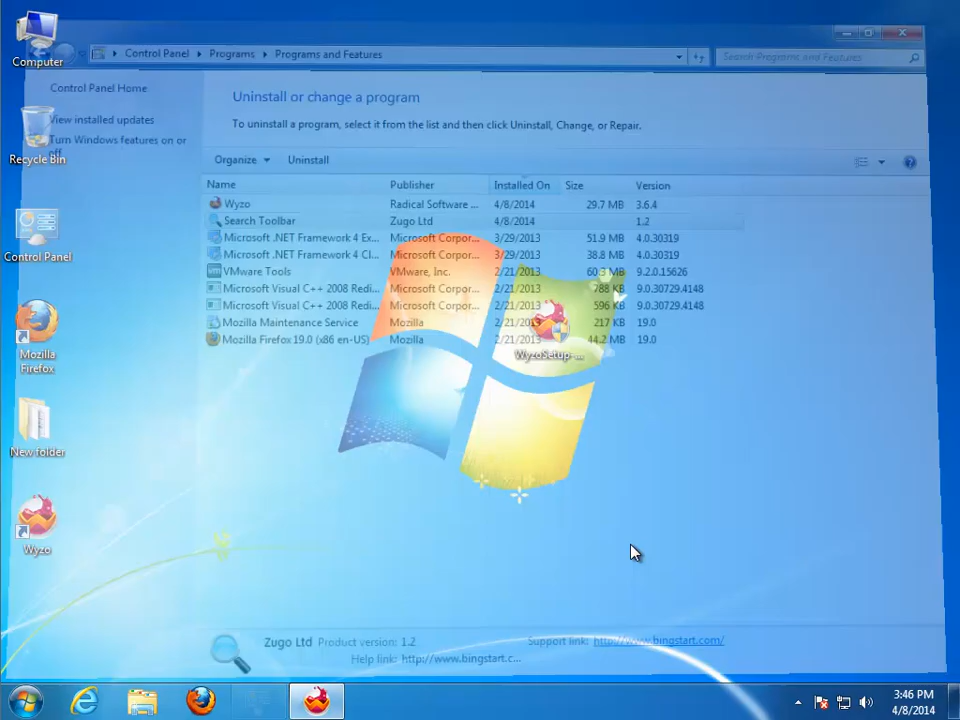 Computer
Control Panel ▸ Programs ▸ Programs and Features
Search Programs and Features
Control Panel Home
View installed updates
Turn Windows features on or
off
Recycle Bin
Control Panel
Mozilla
Firefox
New folder
Wyzo
Uninstall or change a program
To uninstall a program, select it from the list and then click Uninstall, Change, or Repair.
Organize Uninstall
Name Publisher Installed On Size Version
Wyzo Radical Software ... 4/8/2014 29.7 MB 3.6.4
Search Toolbar Zugo Ltd 4/8/2014 1.2
Microsoft .NET Framework 4 Ex... Microsoft Corpor... 3/29/2013 51.9 MB 4.0.30319
Microsoft .NET Framework 4 Cl... Microsoft Corpor... 3/29/2013 38.8 MB 4.0.30319
VMware Tools VMware, Inc. 2/21/2013 60.3 MB 9.2.0.15626
Microsoft Visual C++ 2008 Redi... Microsoft Corpor... 2/21/2013 788 KB 9.0.30729.4148
Microsoft Visual C++ 2008 Redi... Microsoft Corpor... 2/21/2013 596 KB 9.0.30729.4148
Mozilla Maintenance Service Mozilla 2/21/2013 217 KB 19.0
Mozilla Firefox 19.0 (x86 en-US) Mozilla 2/21/2013 44.2 MB 19.0
WyzoSetup-...
Zugo Ltd Product version: 1.2 Support link: http://www.bingstart.com/
Help link: http://www.bingstart.c...
3:46 PM
4/8/2014